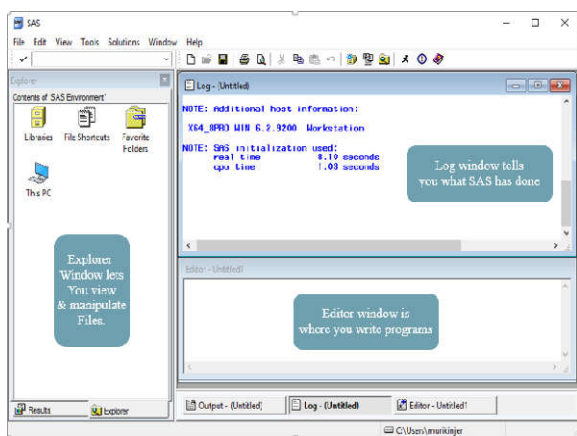 SAS
File Edit View Tools Solutions Window Help
Explorer
Contents of 'SAS Environment'
Libraries File Shortcuts Favorite Folders
This PC
Explorer
Window lets
You view
& manipulate
Files.
Results Explorer
Log - (Untitled)
NOTE: Additional host information:
X64_8PRO WIN 6.2.9200 Workstation
NOTE: SAS initialization used:
real time 8.10 seconds
cpu time 1.03 seconds
Log window tells
you what SAS has done
Editor - Untitled1
Editor window is
where you write programs
Output - (Untitled) Log - (Untitled) Editor - Untitled1
C:\Users\murikinjer